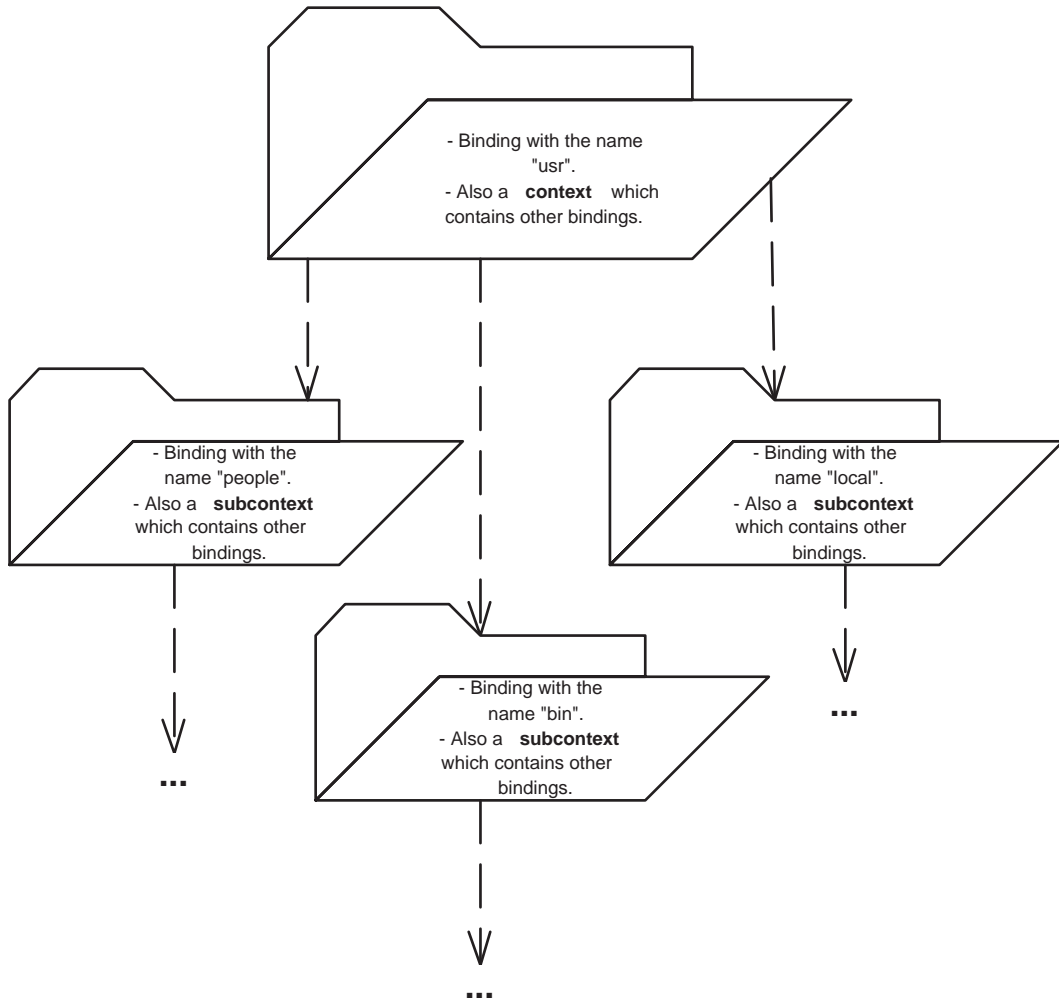 - Binding with the name
"usr".
- Also a context which
contains other bindings.
- Binding with the
name "people".
- Also a subcontext
which contains other
bindings.
- Binding with the
name "local".
- Also a subcontext
which contains other
bindings.
- Binding with the
name "bin".
- Also a subcontext
which contains other
bindings.
...
...
...